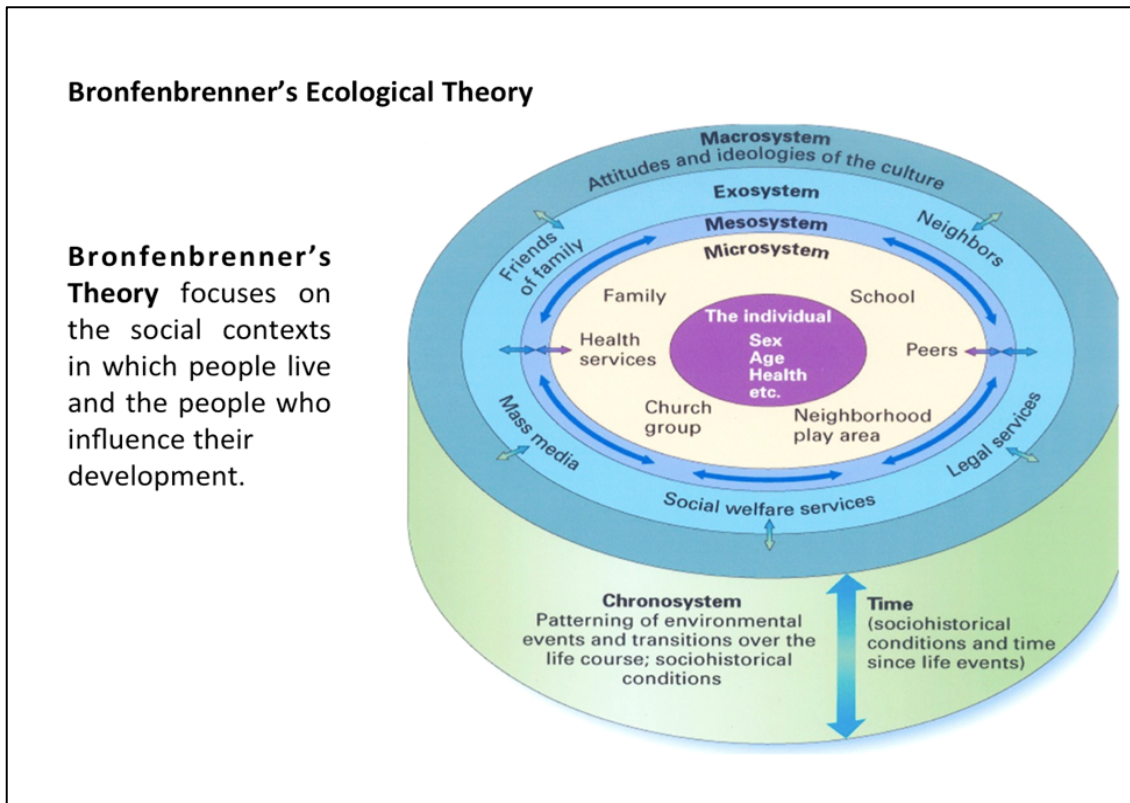 Bronfenbrenner’s Ecological Theory
Bronfenbrenner’s
Theory focuses on
the social contexts
in which people live
and the people who
influence their
development.
Macrosystem
Attitudes and ideologies of the culture
Exosystem
Mesosystem
Microsystem
Friends
of family
Neighbors
Family
School
The individual
Sex
Age
Health
etc.
Health
services
Peers
Church
group
Neighborhood
play area
Mass media
Legal services
Social welfare services
Chronosystem
Patterning of environmental
events and transitions over the
life course; sociohistorical
conditions
Time
(sociohistorical
conditions and time
since life events)